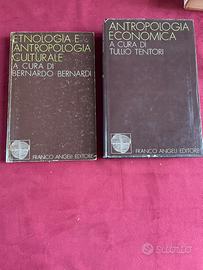 ETNOLOGIA E
ANTROPOLOGIA
CULTURALE
A CURA DI
BERNARDO BERNARDI
FRANCO ANGELI EDITORE
ANTROPOLOGIA
ECONOMICA
A CURA DI
TULLIO TENTORI
FRANCO ANGELI EDITORE
subito